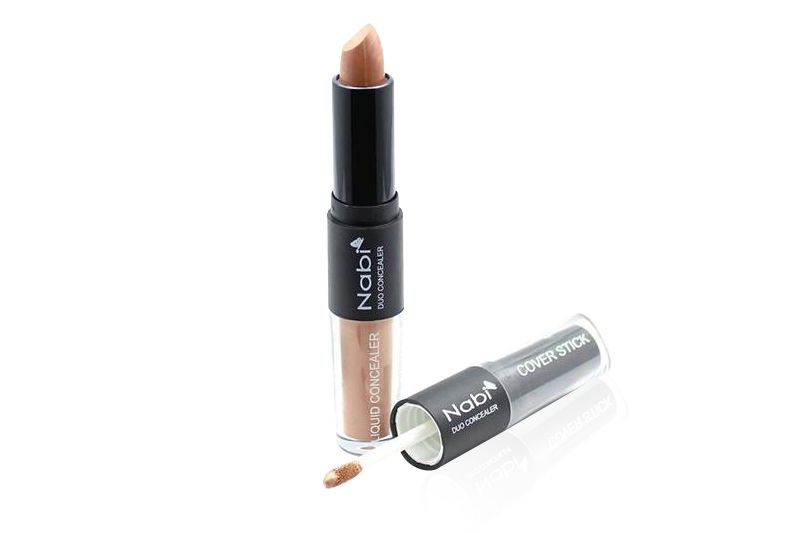 Nabi
DUO CONCEALER
LIQUID CONCEALER
Nabi
DUO CONCEALER
COVER STICK